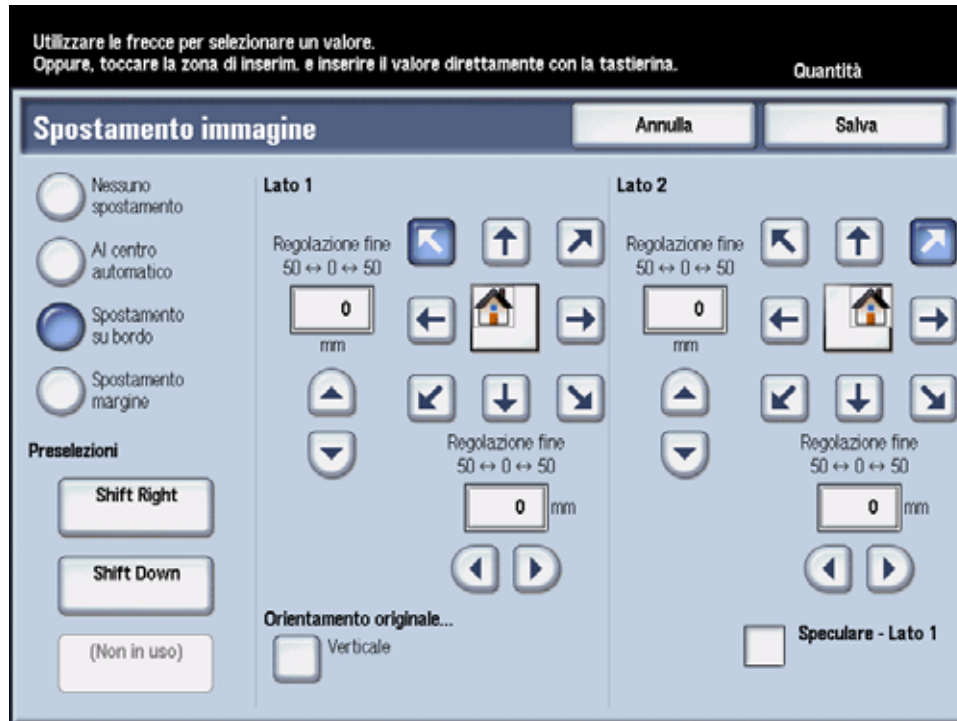 Utilizzare le frecce per selezionare un valore.
Oppure, toccare la zona di inserim. e inserire il valore direttamente con la tastierina.
Quantità
Spostamento immagine
Annulla
Salva
Nessuno
spostamento
Al centro
automatico
Spostamento
su bordo
Spostamento
margine
Preselezioni
Shift Right
Shift Down
(Non in uso)
Lato 1
Regolazione fine
50 ↔ 0 ↔ 50
0
mm
Regolazione fine
50 ↔ 0 ↔ 50
0 mm
Orientamento originale...
Verticale
Lato 2
Regolazione fine
50 ↔ 0 ↔ 50
0
mm
Regolazione fine
50 ↔ 0 ↔ 50
0 mm
Speculare - Lato 1